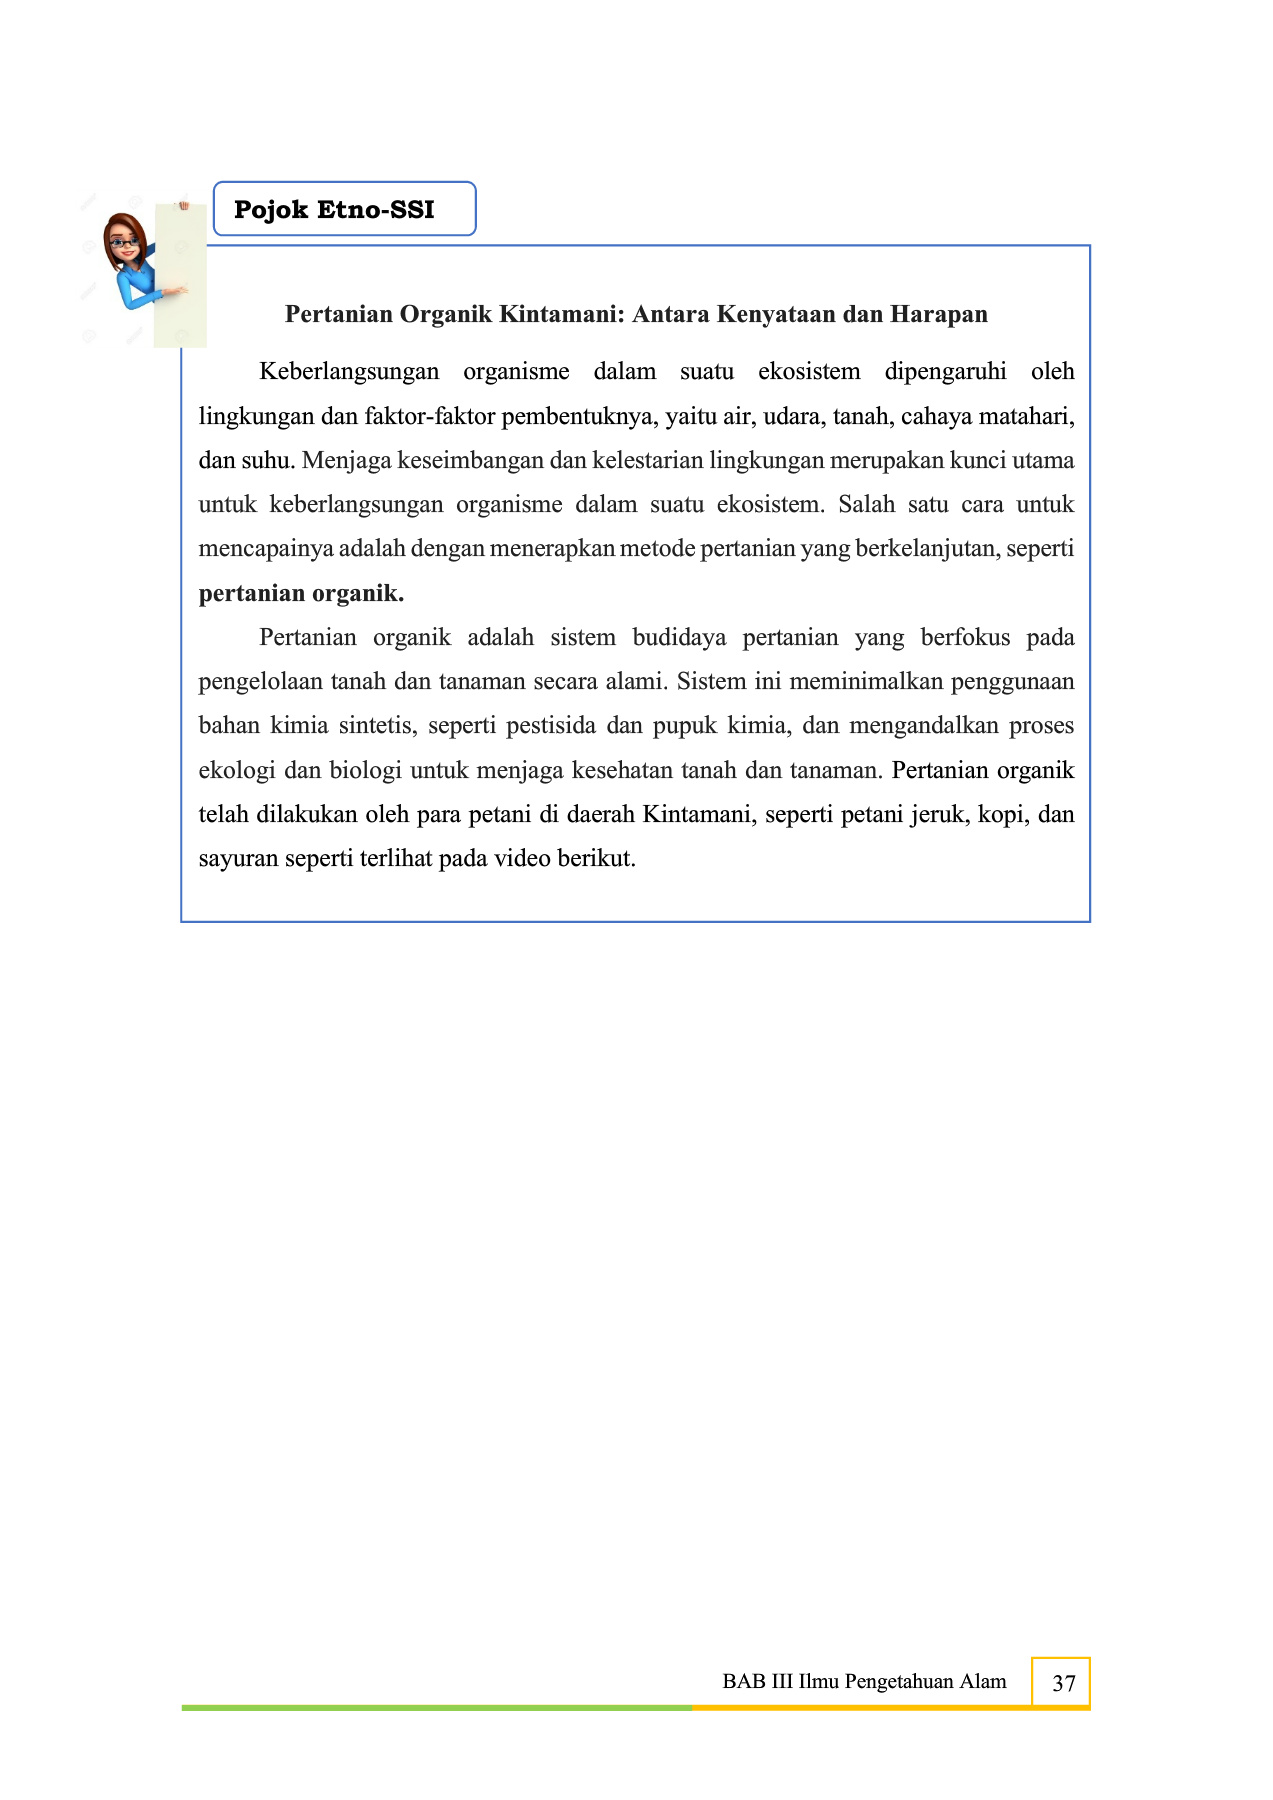 Pojok Etno-SSI
Pertanian Organik Kintamani: Antara Kenyataan dan Harapan
Keberlangsungan organisme dalam suatu ekosistem dipengaruhi oleh
lingkungan dan faktor-faktor pembentuknya, yaitu air, udara, tanah, cahaya matahari,
dan suhu. Menjaga keseimbangan dan kelestarian lingkungan merupakan kunci utama
untuk keberlangsungan organisme dalam suatu ekosistem. Salah satu cara untuk
mencapainya adalah dengan menerapkan metode pertanian yang berkelanjutan, seperti
pertanian organik.
Pertanian organik adalah sistem budidaya pertanian yang berfokus pada
pengelolaan tanah dan tanaman secara alami. Sistem ini meminimalkan penggunaan
bahan kimia sintetis, seperti pestisida dan pupuk kimia, dan mengandalkan proses
ekologi dan biologi untuk menjaga kesehatan tanah dan tanaman. Pertanian organik
telah dilakukan oleh para petani di daerah Kintamani, seperti petani jeruk, kopi, dan
sayuran seperti terlihat pada video berikut.
BAB III Ilmu Pengetahuan Alam
37